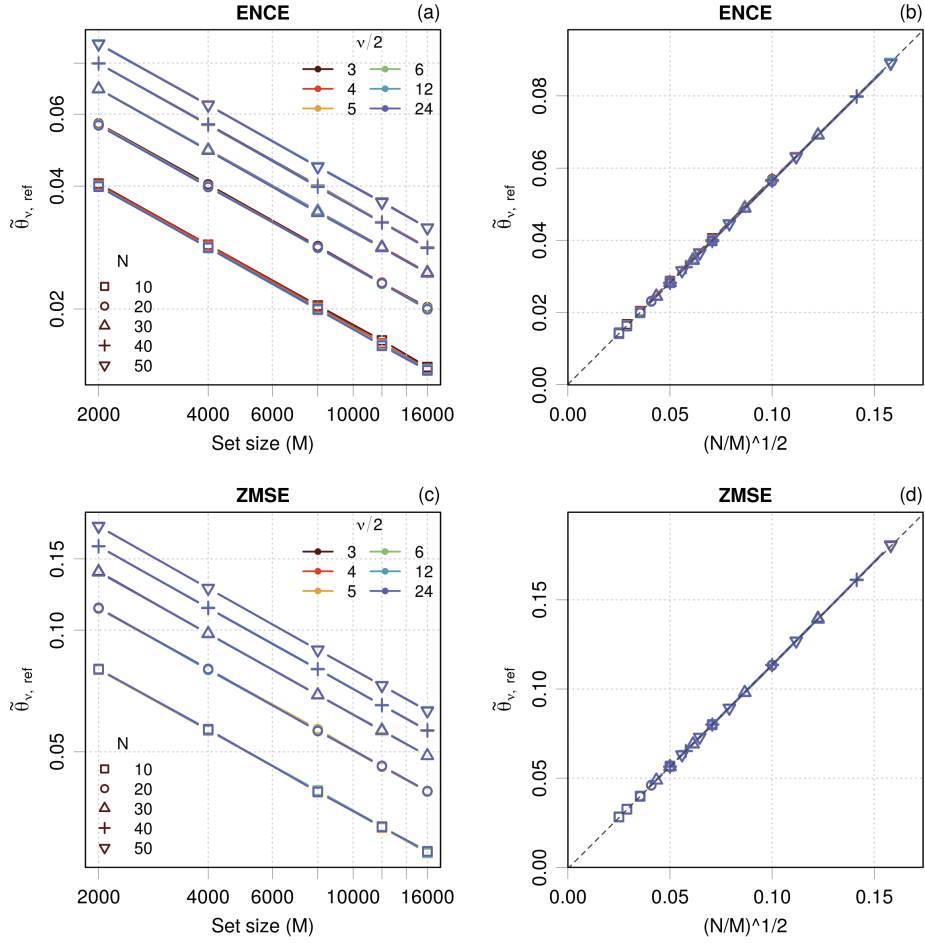 ENCE
(a)
0.02 0.04 0.06
θ̃ν, ref
ν/2
3 6
4 12
5 24
N
10
20
30
40
50
2000 4000 6000 10000 16000
Set size (M)
ENCE
(b)
0.00 0.02 0.04 0.06 0.08
θ̃ν, ref
0.00 0.05 0.10 0.15
(N/M)^1/2
ZMSE
(c)
0.05 0.10 0.15
θ̃ν, ref
ν/2
3 6
4 12
5 24
N
10
20
30
40
50
2000 4000 6000 10000 16000
Set size (M)
ZMSE
(d)
0.00 0.05 0.10 0.15
θ̃ν, ref
0.00 0.05 0.10 0.15
(N/M)^1/2